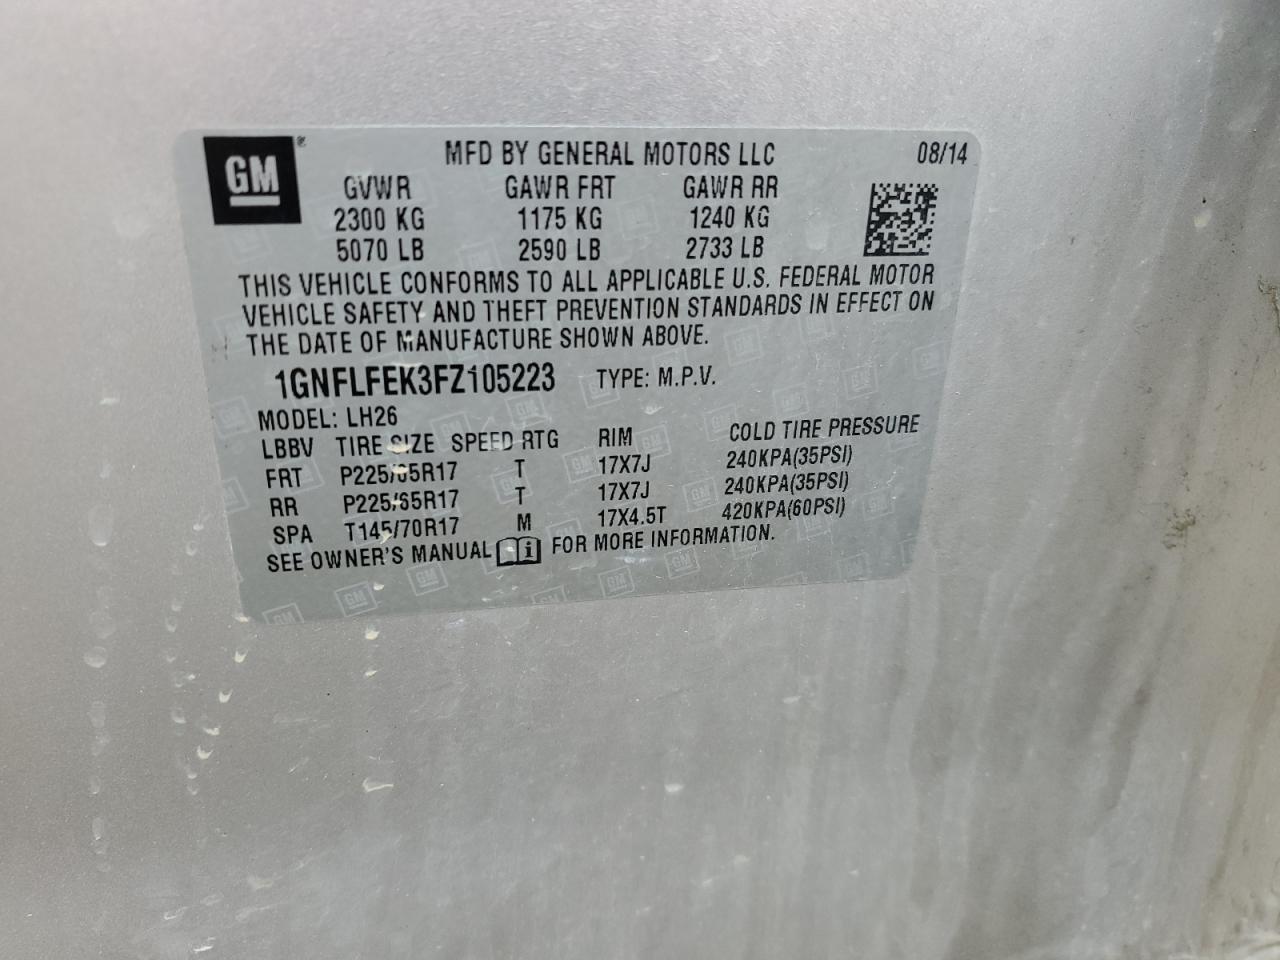 GM ® MFD BY GENERAL MOTORS LLC 08/14
GVWR GAWR FRT GAWR RR
2300 KG 1175 KG 1240 KG
5070 LB 2590 LB 2733 LB
THIS VEHICLE CONFORMS TO ALL APPLICABLE U.S. FEDERAL MOTOR
VEHICLE SAFETY AND THEFT PREVENTION STANDARDS IN EFFECT ON
THE DATE OF MANUFACTURE SHOWN ABOVE.
1GNFLFEK3FZ105223 TYPE: M.P.V.
MODEL: LH26
LBBV TIRE SIZE SPEED RTG RIM COLD TIRE PRESSURE
FRT P225/65R17 T 17X7J 240KPA(35PSI)
RR P225/65R17 T 17X7J 240KPA(35PSI)
SPA T145/70R17 M 17X4.5T 420KPA(60PSI)
SEE OWNER'S MANUAL FOR MORE INFORMATION.